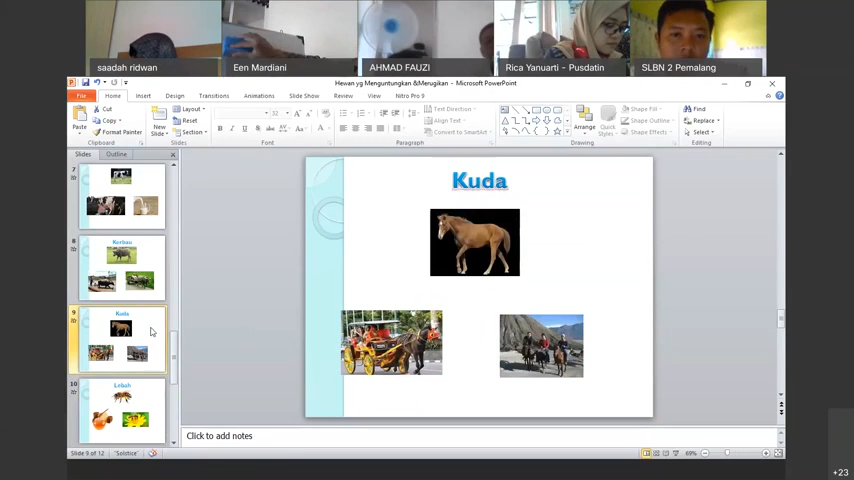 saadah ridwan
Een Mardiani
AHMAD FAUZI
Rica Yanuarti - Pusdatin
SLBN 2 Pemalang
Hewan yg Menguntungkan &Merugikan - Microsoft PowerPoint
File Home Insert Design Transitions Animations Slide Show Review View Nitro Pro 9
Cut
Copy
Format Painter
Paste
Clipboard
New Slide
Layout
Reset
Section
Slides
32
B I U S abc AV Aa A
Font
Text Direction
Align Text
Convert to SmartArt
Paragraph
Arrange
Quick Styles
Shape Fill
Shape Outline
Shape Effects
Drawing
Find
Replace
Select
Editing
Slides Outline
7
8
Kerbau
9
Kuda
10
Lebah
Kuda
Click to add notes
Slide 9 of 12
"Solstice"
69%
+23